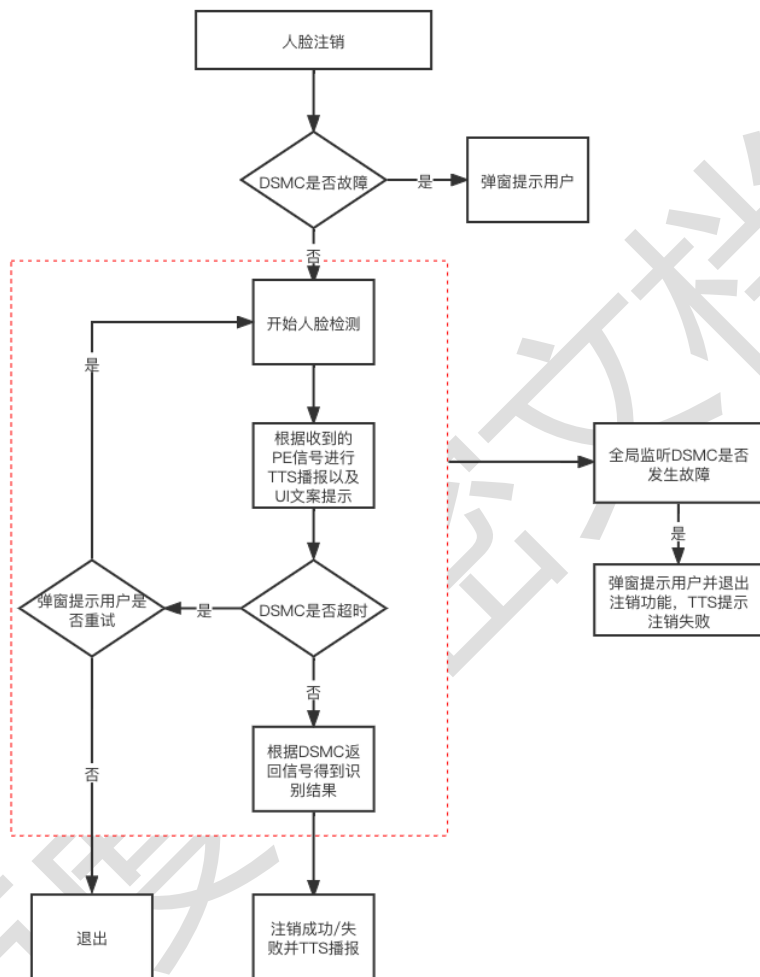 人脸注销
DSMC是否故障
是
弹窗提示用户
否
开始人脸检测
是
根据收到的
PE信号进行
TTS播报以及
UI文案提示
全局监听DSMC是否
发生故障
是
弹窗提示用户并退出
注销功能，TTS提示
注销失败
弹窗提示用户是
否重试
是
DSMC是否超时
否
根据DSMC返
回信号得到识
别结果
否
退出
注销成功/失
败并TTS播报